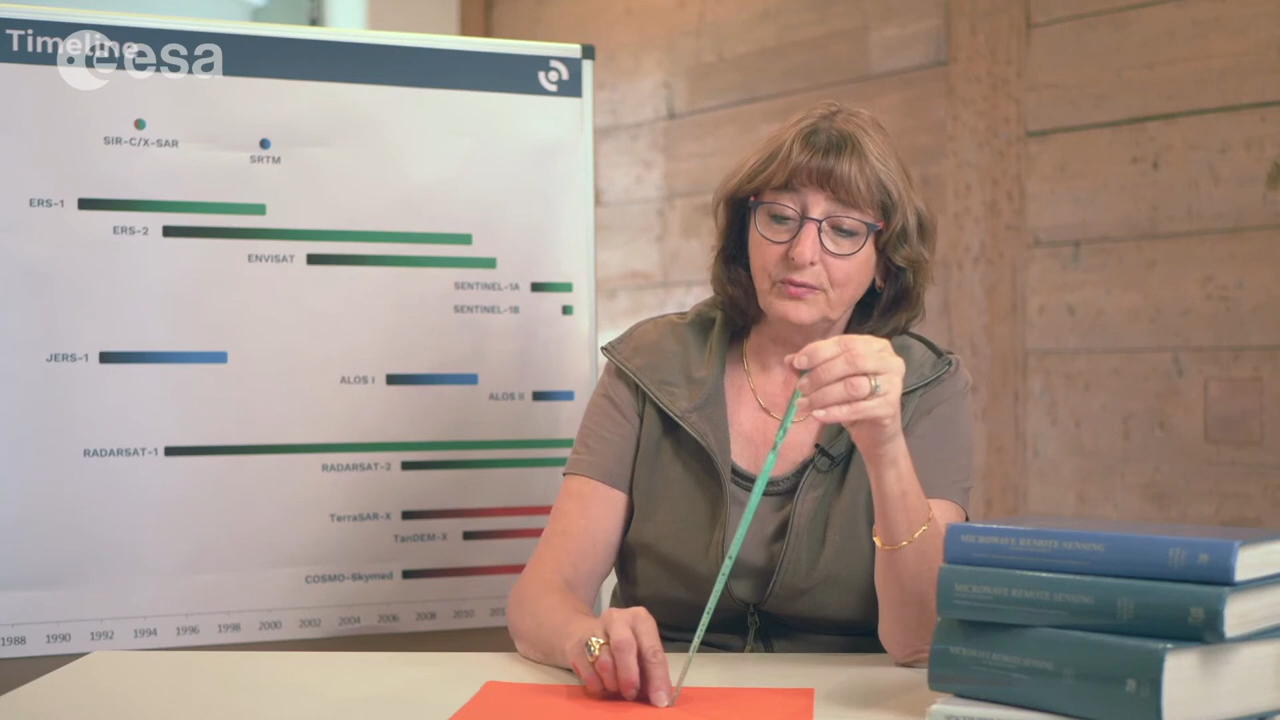 Timeline
esa
SIR-C/X-SAR
SRTM
ERS-1
ERS-2
ENVISAT
SENTINEL-1A
SENTINEL-1B
JERS-1
ALOS I
ALOS II
RADARSAT-1
RADARSAT-2
TerraSAR-X
TanDEM-X
COSMO-Skymed
1988 1990 1992 1994 1996 1998 2000 2002 2004 2006 2008 2010
MICROWAVE REMOTE SENSING
MICROWAVE REMOTE SENSING
MICROWAVE REMOTE SENSING